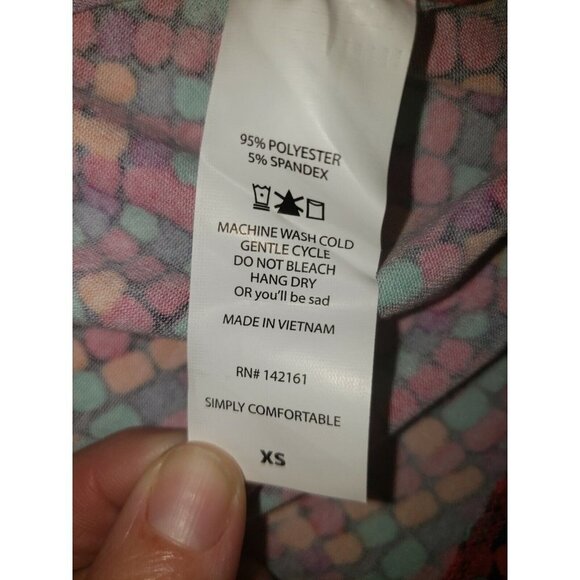 95% POLYESTER
5% SPANDEX
MACHINE WASH COLD
GENTLE CYCLE
DO NOT BLEACH
HANG DRY
OR you'll be sad
MADE IN VIETNAM
RN# 142161
SIMPLY COMFORTABLE
XS